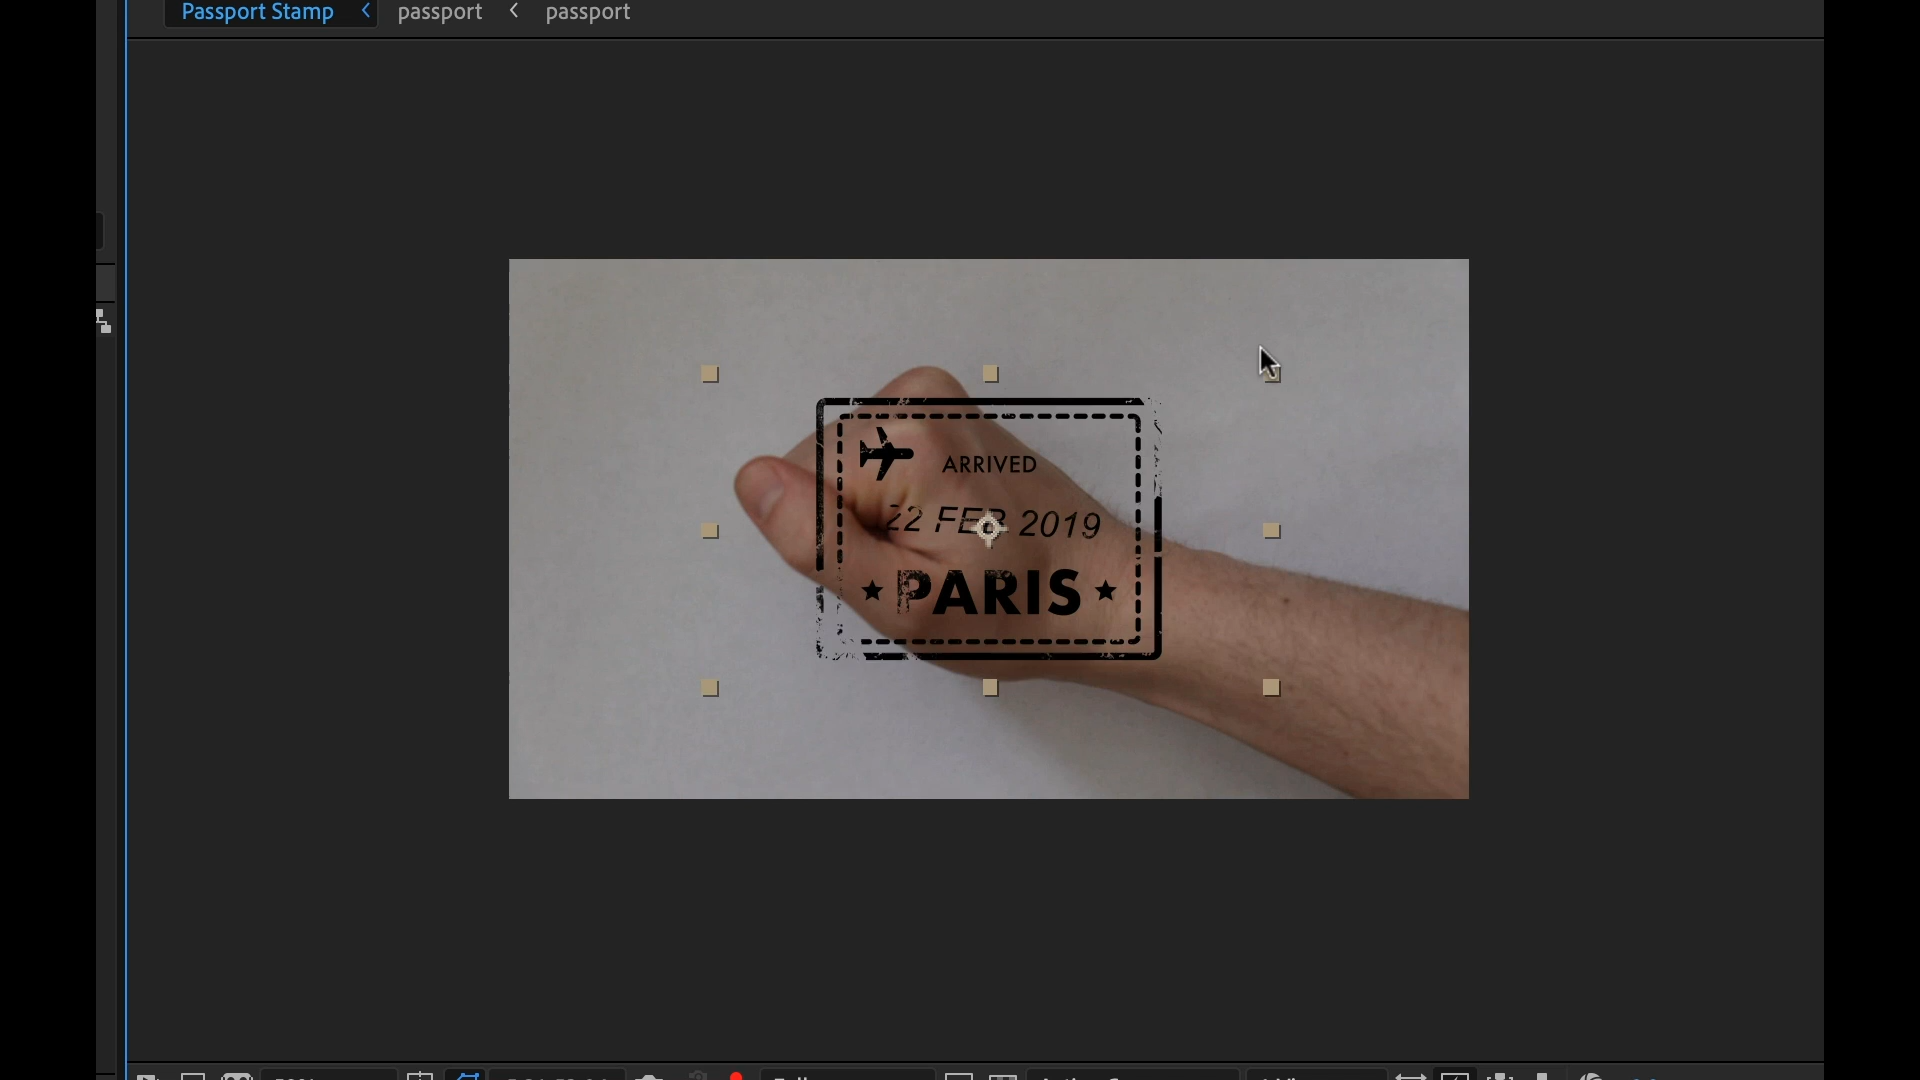 Passport Stamp < passport < passport
ARRIVED
22 FEB 2019
PARIS